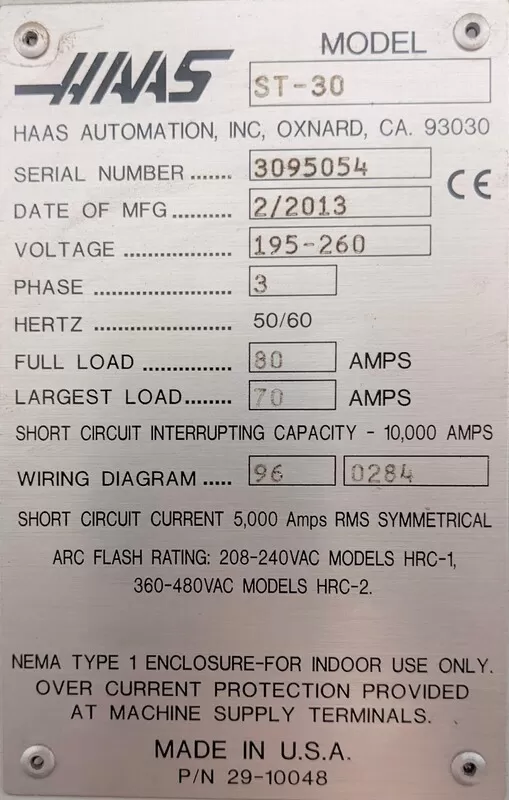 HAAS
MODEL
ST-30
HAAS AUTOMATION, INC, OXNARD, CA. 93030
SERIAL NUMBER ....... 3095054
CE
DATE OF MFG.......... 2/2013
VOLTAGE .................. 195-260
PHASE ....................... 3
HERTZ ....................... 50/60
FULL LOAD ............... 80 AMPS
LARGEST LOAD........ 70 AMPS
SHORT CIRCUIT INTERRUPTING CAPACITY - 10,000 AMPS
WIRING DIAGRAM ..... 96 0284
SHORT CIRCUIT CURRENT 5,000 Amps RMS SYMMETRICAL
ARC FLASH RATING: 208-240VAC MODELS HRC-1,
360-480VAC MODELS HRC-2.
NEMA TYPE 1 ENCLOSURE-FOR INDOOR USE ONLY.
OVER CURRENT PROTECTION PROVIDED
AT MACHINE SUPPLY TERMINALS.
MADE IN U.S.A.
P/N 29-10048